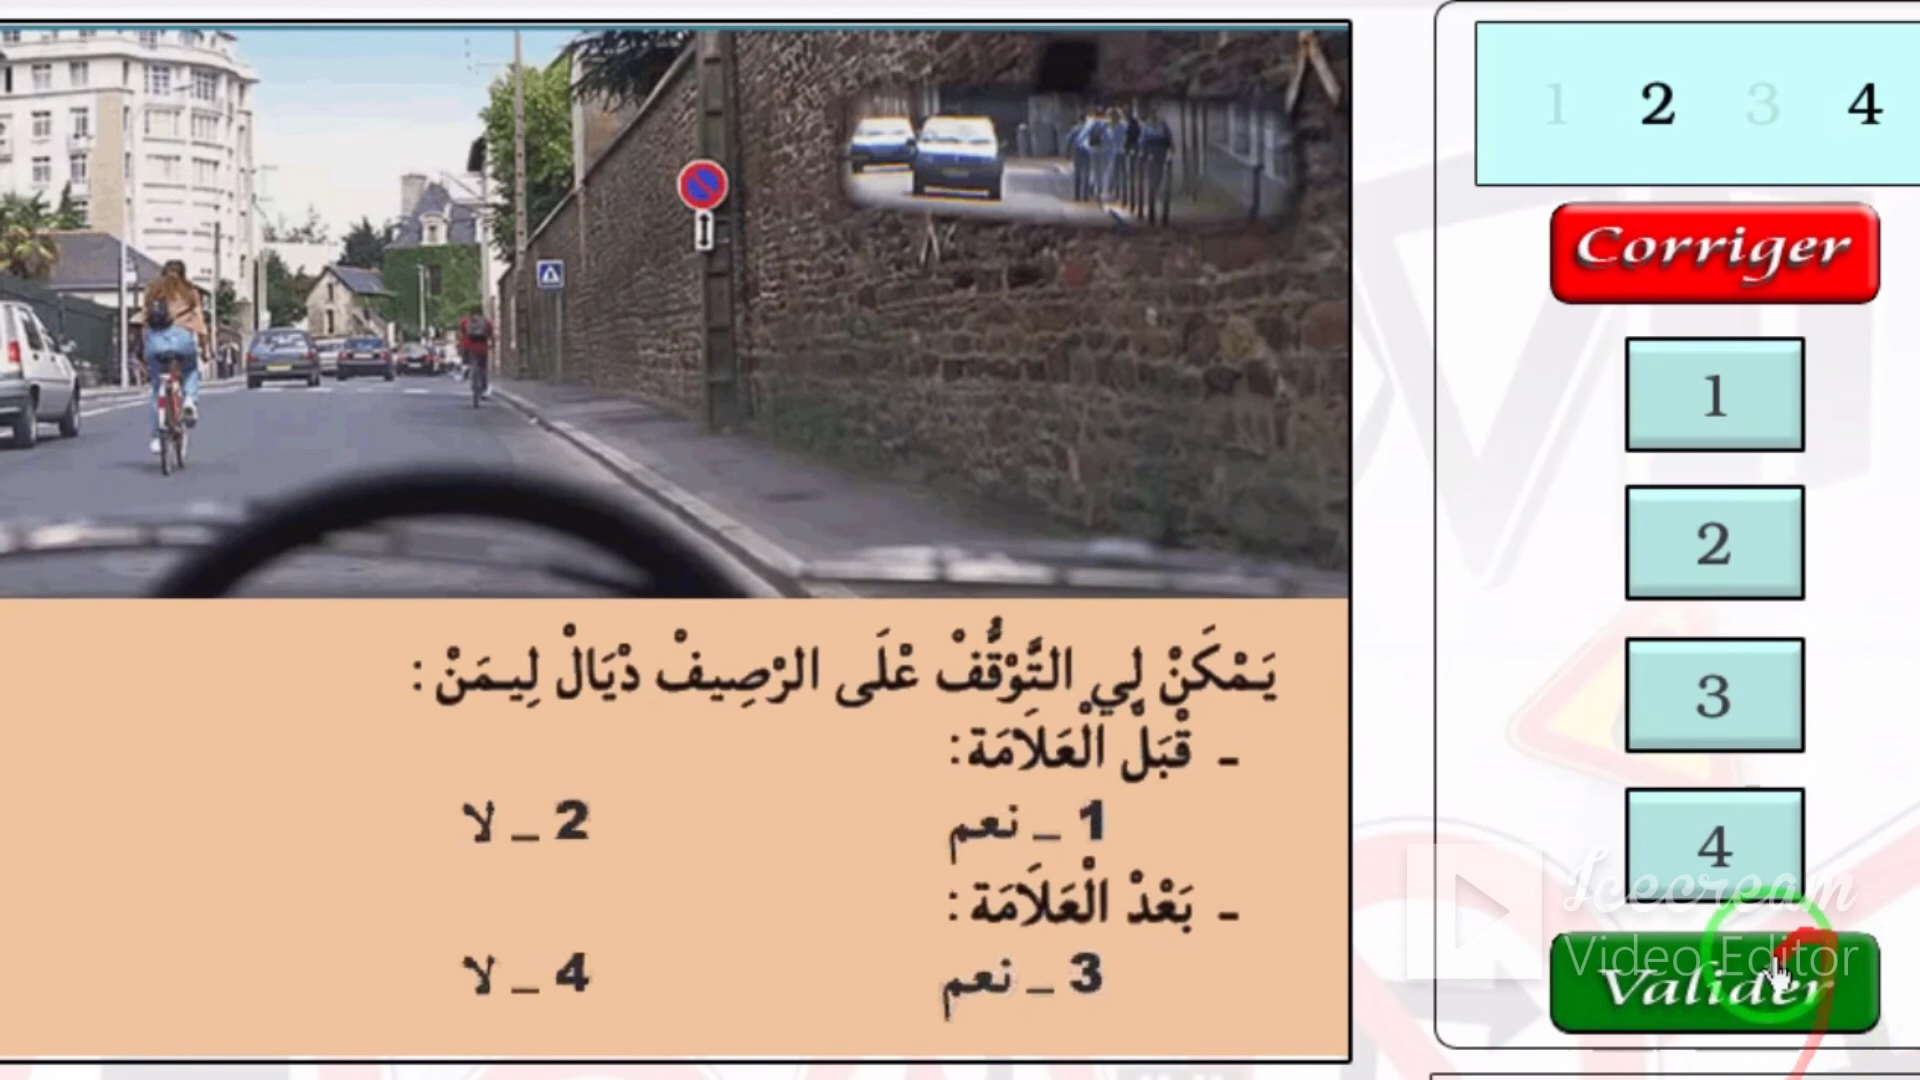 1 2 3 4
Corriger
1
2
3
4
Valider
يَمْكَنْ لِي التَّوْقُّفْ عْلَى الرْصِيفْ دْيَالْ لِيمَنْ :
- قْبَلْ الْعَلاَمَة :
1 _ نعم 2 _ لا
- بَعْدْ الْعَلاَمَة :
3 _ نعم 4 _ لا
Icecream
Video Editor